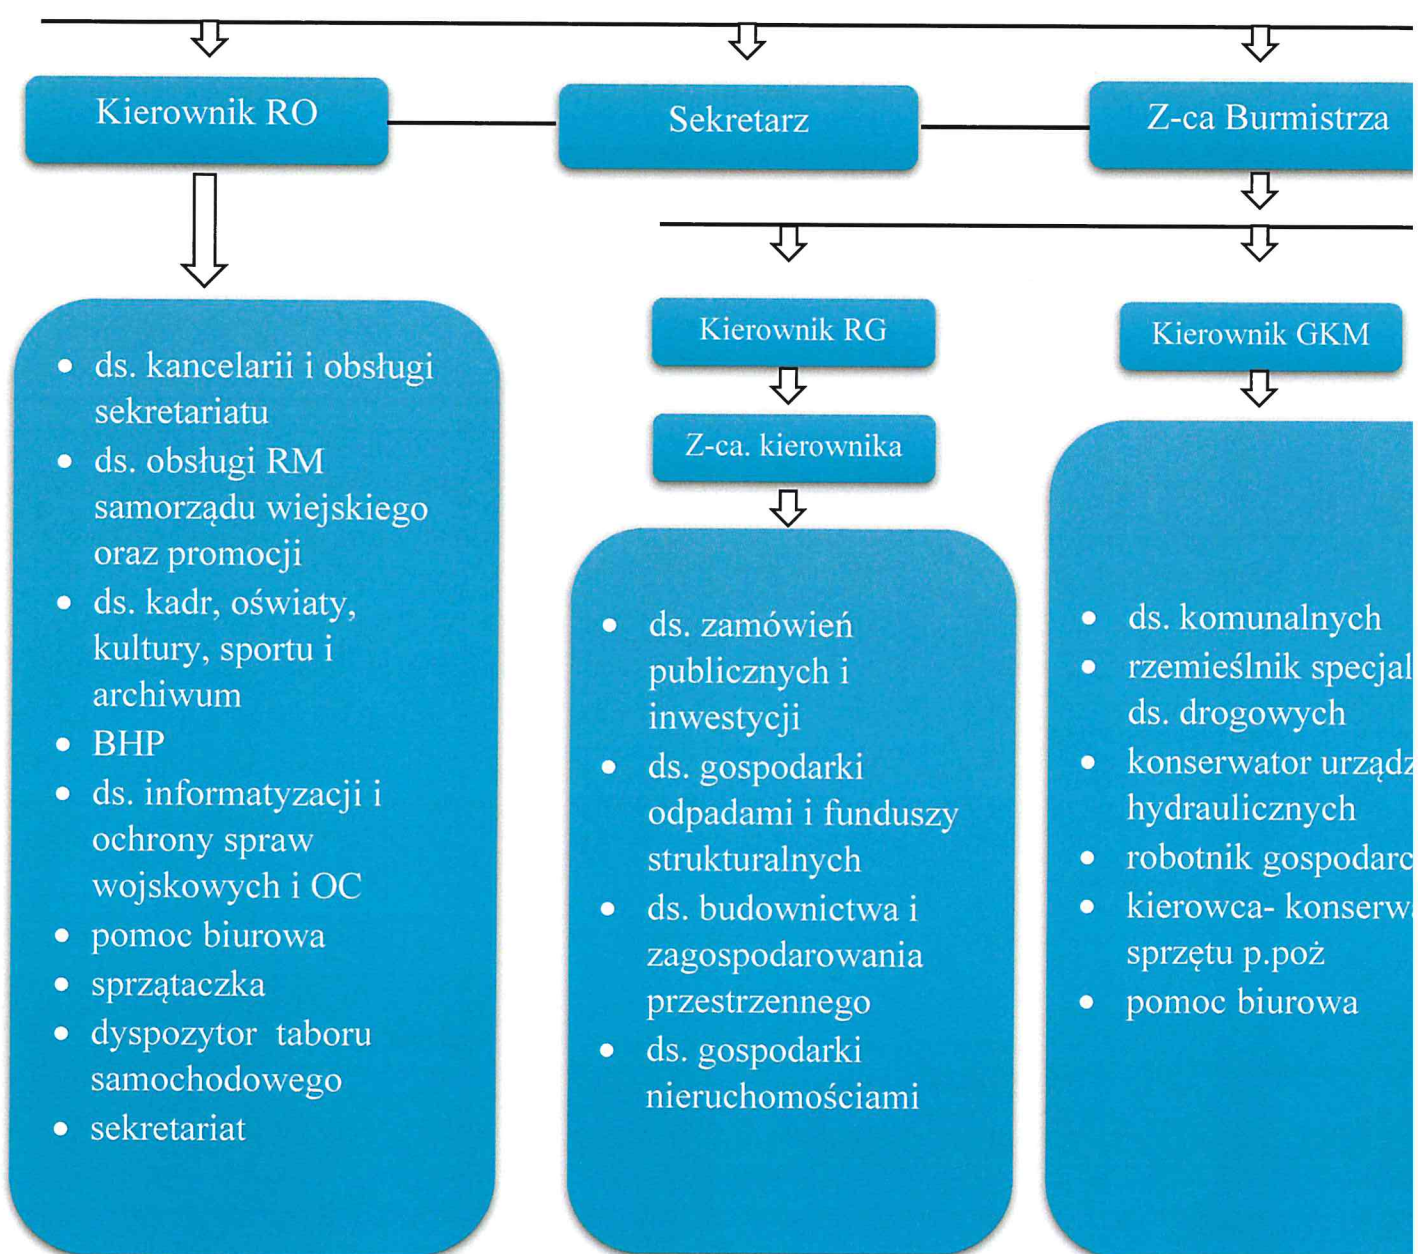 Kierownik RO
Sekretarz
Z-ca Burmistrza
Kierownik RG
Kierownik GKM
Z-ca. kierownika
• ds. kancelarii i obsługi
sekretariatu
• ds. obsługi RM
samorządu wiejskiego
oraz promocji
• ds. kadr, oświaty,
kultury, sportu i
archiwum
• BHP
• ds. informatyzacji i
ochrony spraw
wojskowych i OC
• pomoc biurowa
• sprzątaczka
• dyspozytor taboru
samochodowego
• sekretariat
• ds. zamówień
publicznych i
inwestycji
• ds. gospodarki
odpadami i funduszy
strukturalnych
• ds. budownictwa i
zagospodarowania
przestrzennego
• ds. gospodarki
nieruchomościami
• ds. komunalnych
• rzemieślnik
ds. drogowych
• konserwator
hydraulicznych
• robotnik
• kierowca-
sprzętu p.poż
• pomoc biurowa